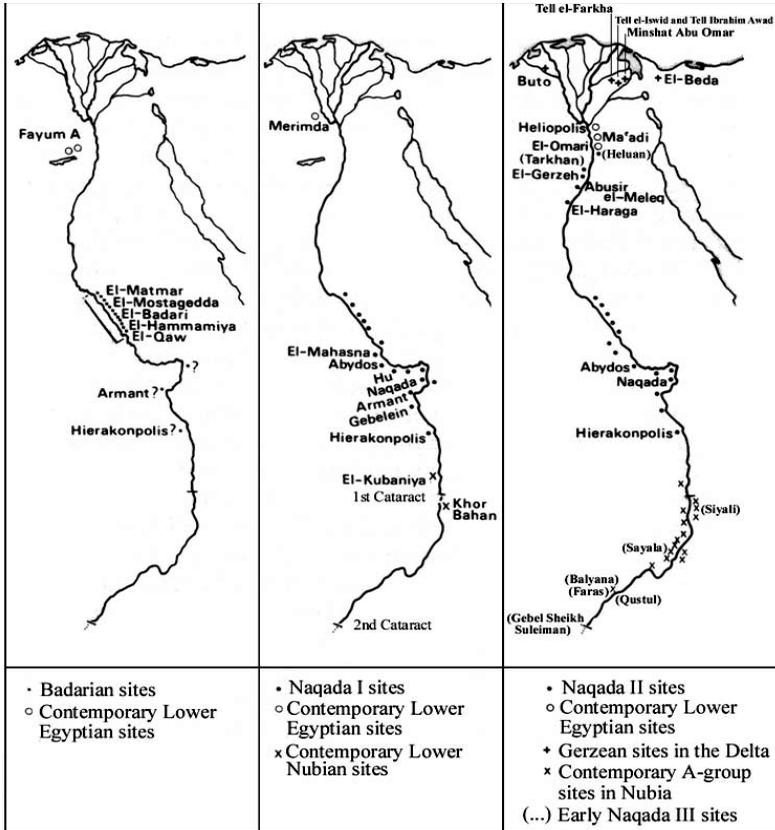 Fayum A
El-Matmar
El-Mostagedda
El-Badari
El-Hammamiya
El-Qaw
?
Armant ?
Hierakonpolis ?
• Badarian sites
○ Contemporary Lower
Egyptian sites
Merimda
El-Mahasna
Abydos
Hu
Naqada
Armant
Gebelein
Hierakonpolis
El-Kubaniya
1st Cataract
?
Khor
Bahan
2nd Cataract
• Naqada I sites
○ Contemporary Lower
Egyptian sites
x Contemporary Lower
Nubian sites
Tell el-Farkha
Tell el-Iswid and Tell Ibrahim Awad
Minshat Abu Omar
Buto
El-Beda
Heliopolis
Ma'adi
El-Omari
(Heluan)
(Tarkhan)
El-Gerzeh
Abusir
el-Meleq
El-Haraga
Abydos
Naqada
Hierakonpolis
(Siyali)
(Sayala)
(Balyana)
(Faras)
(Qustul)
(Gebel Sheikh
Suleiman)
• Naqada II sites
○ Contemporary Lower
Egyptian sites
+ Gerzean sites in the Delta
x Contemporary A-group
sites in Nubia
(...) Early Naqada III sites